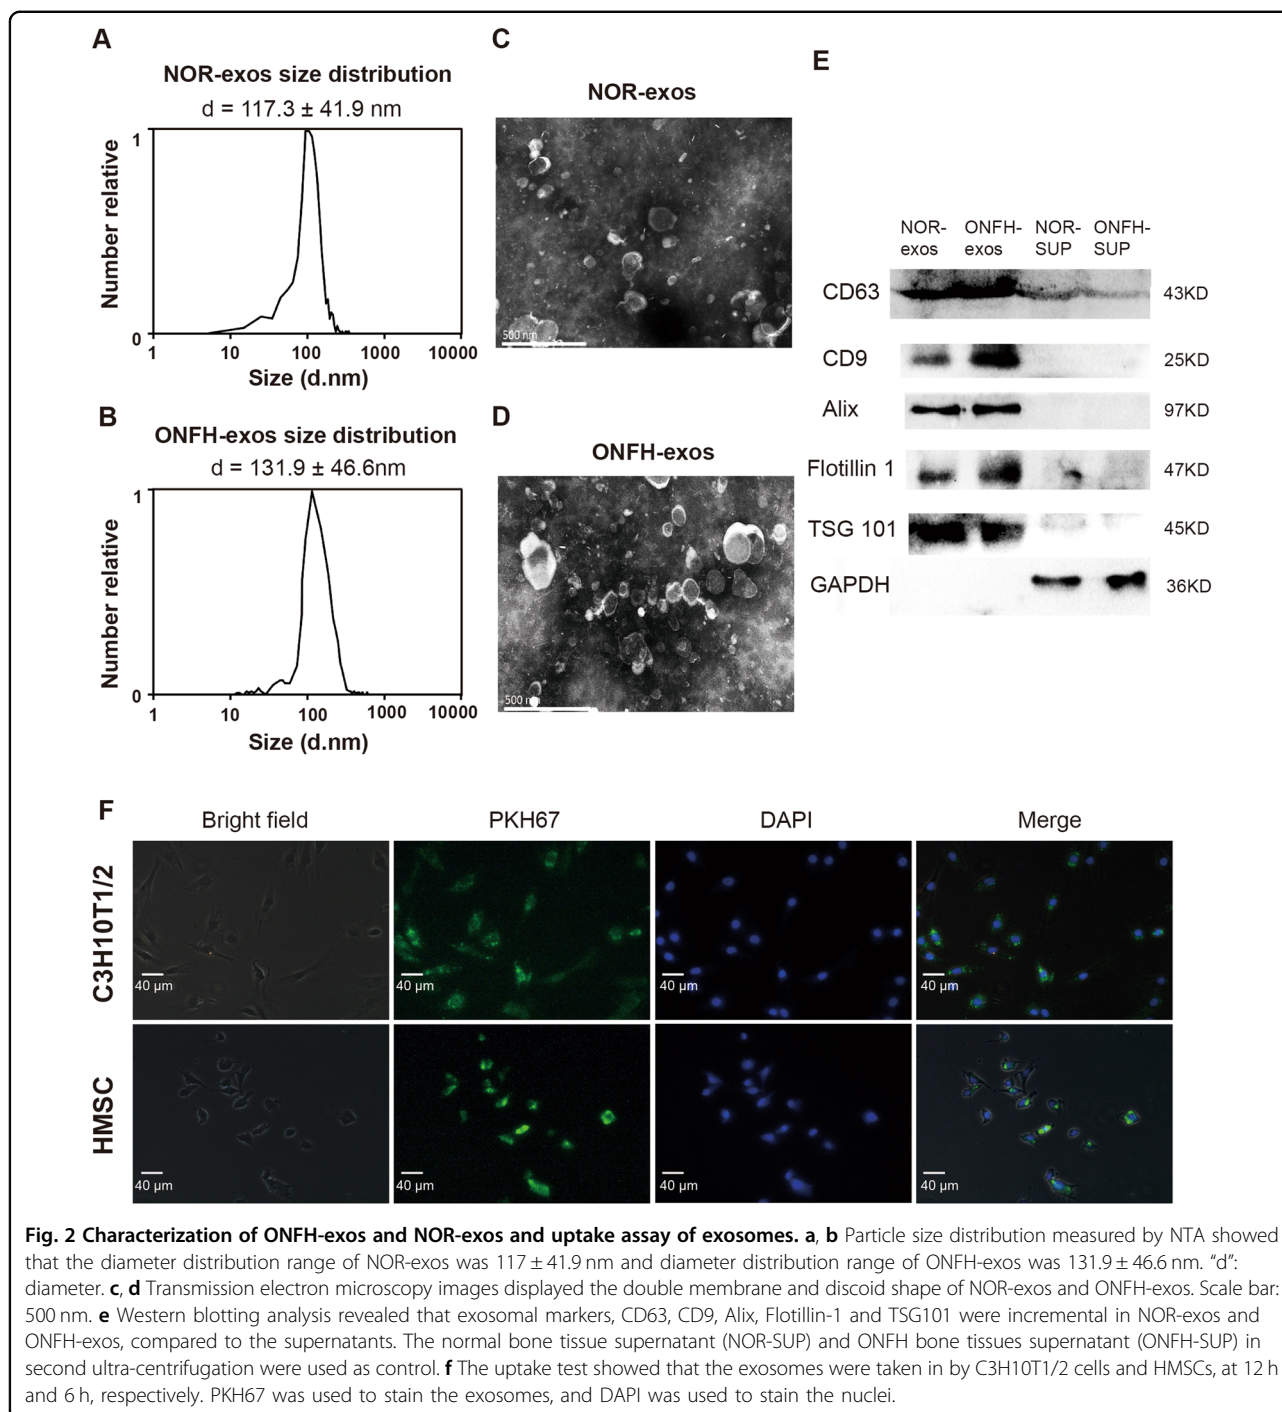 A
NOR-exos size distribution
d = 117.3 ± 41.9 nm
Number relative
1
0
1 10 100 1000 10000
Size (d.nm)
B
ONFH-exos size distribution
d = 131.9 ± 46.6nm
Number relative
1
0
1 10 100 1000 10000
Size (d.nm)
C
NOR-exos
500 nm
D
ONFH-exos
500 nm
E
NOR- ONFH- NOR- ONFH-
exos exos SUP SUP
CD63 43KD
CD9 25KD
Alix 97KD
Flotillin 1 47KD
TSG 101 45KD
GAPDH 36KD
F
Bright field PKH67 DAPI Merge
C3H10T1/2
40 µm 40 µm 40 µm 40 µm
HMSC
40 µm 40 µm 40 µm 40 µm
Fig. 2 Characterization of ONFH-exos and NOR-exos and uptake assay of exosomes. a, b Particle size distribution measured by NTA showed
that the diameter distribution range of NOR-exos was 117 ± 41.9 nm and diameter distribution range of ONFH-exos was 131.9 ± 46.6 nm. “d”:
diameter. c, d Transmission electron microscopy images displayed the double membrane and discoid shape of NOR-exos and ONFH-exos. Scale bar:
500 nm. e Western blotting analysis revealed that exosomal markers, CD63, CD9, Alix, Flotillin-1 and TSG101 were incremental in NOR-exos and
ONFH-exos, compared to the supernatants. The normal bone tissue supernatant (NOR-SUP) and ONFH bone tissues supernatant (ONFH-SUP) in
second ultra-centrifugation were used as control. f The uptake test showed that the exosomes were taken in by C3H10T1/2 cells and HMSCs, at 12 h
and 6 h, respectively. PKH67 was used to stain the exosomes, and DAPI was used to stain the nuclei.